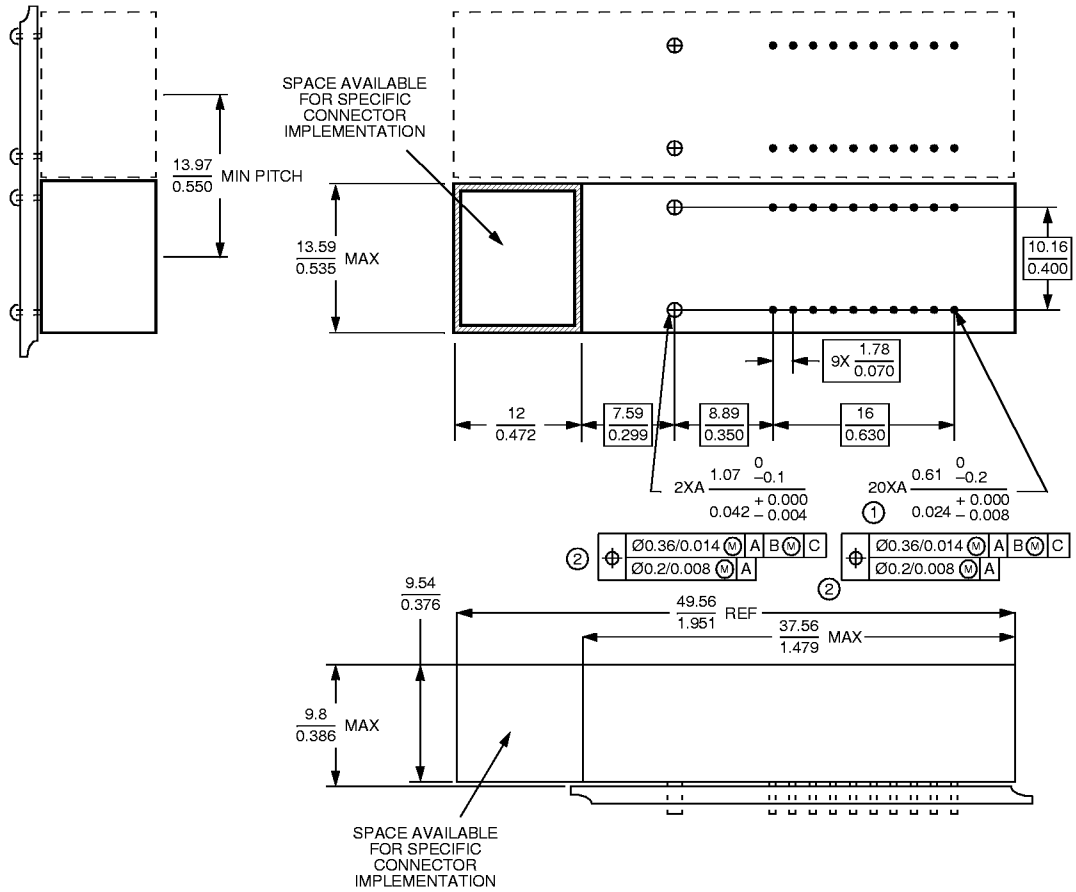 SPACE AVAILABLE
FOR SPECIFIC
CONNECTOR
IMPLEMENTATION
13.97
0.550
MIN PITCH
13.59
0.535
MAX
10.16
0.400
9X
1.78
0.070
12
0.472
7.59
0.299
8.89
0.350
16
0.630
2XA
1.07
0
–0.1
0.042
+ 0.000
– 0.004
20XA
0.61
0
–0.2
0.024
+ 0.000
– 0.008
1
2
Ø0.36/0.014 M A B M C
Ø0.2/0.008 M A
Ø0.36/0.014 M A B M C
Ø0.2/0.008 M A
2
9.54
0.376
49.56
1.951
REF
37.56
1.479
MAX
9.8
0.386
MAX
SPACE AVAILABLE
FOR SPECIFIC
CONNECTOR
IMPLEMENTATION